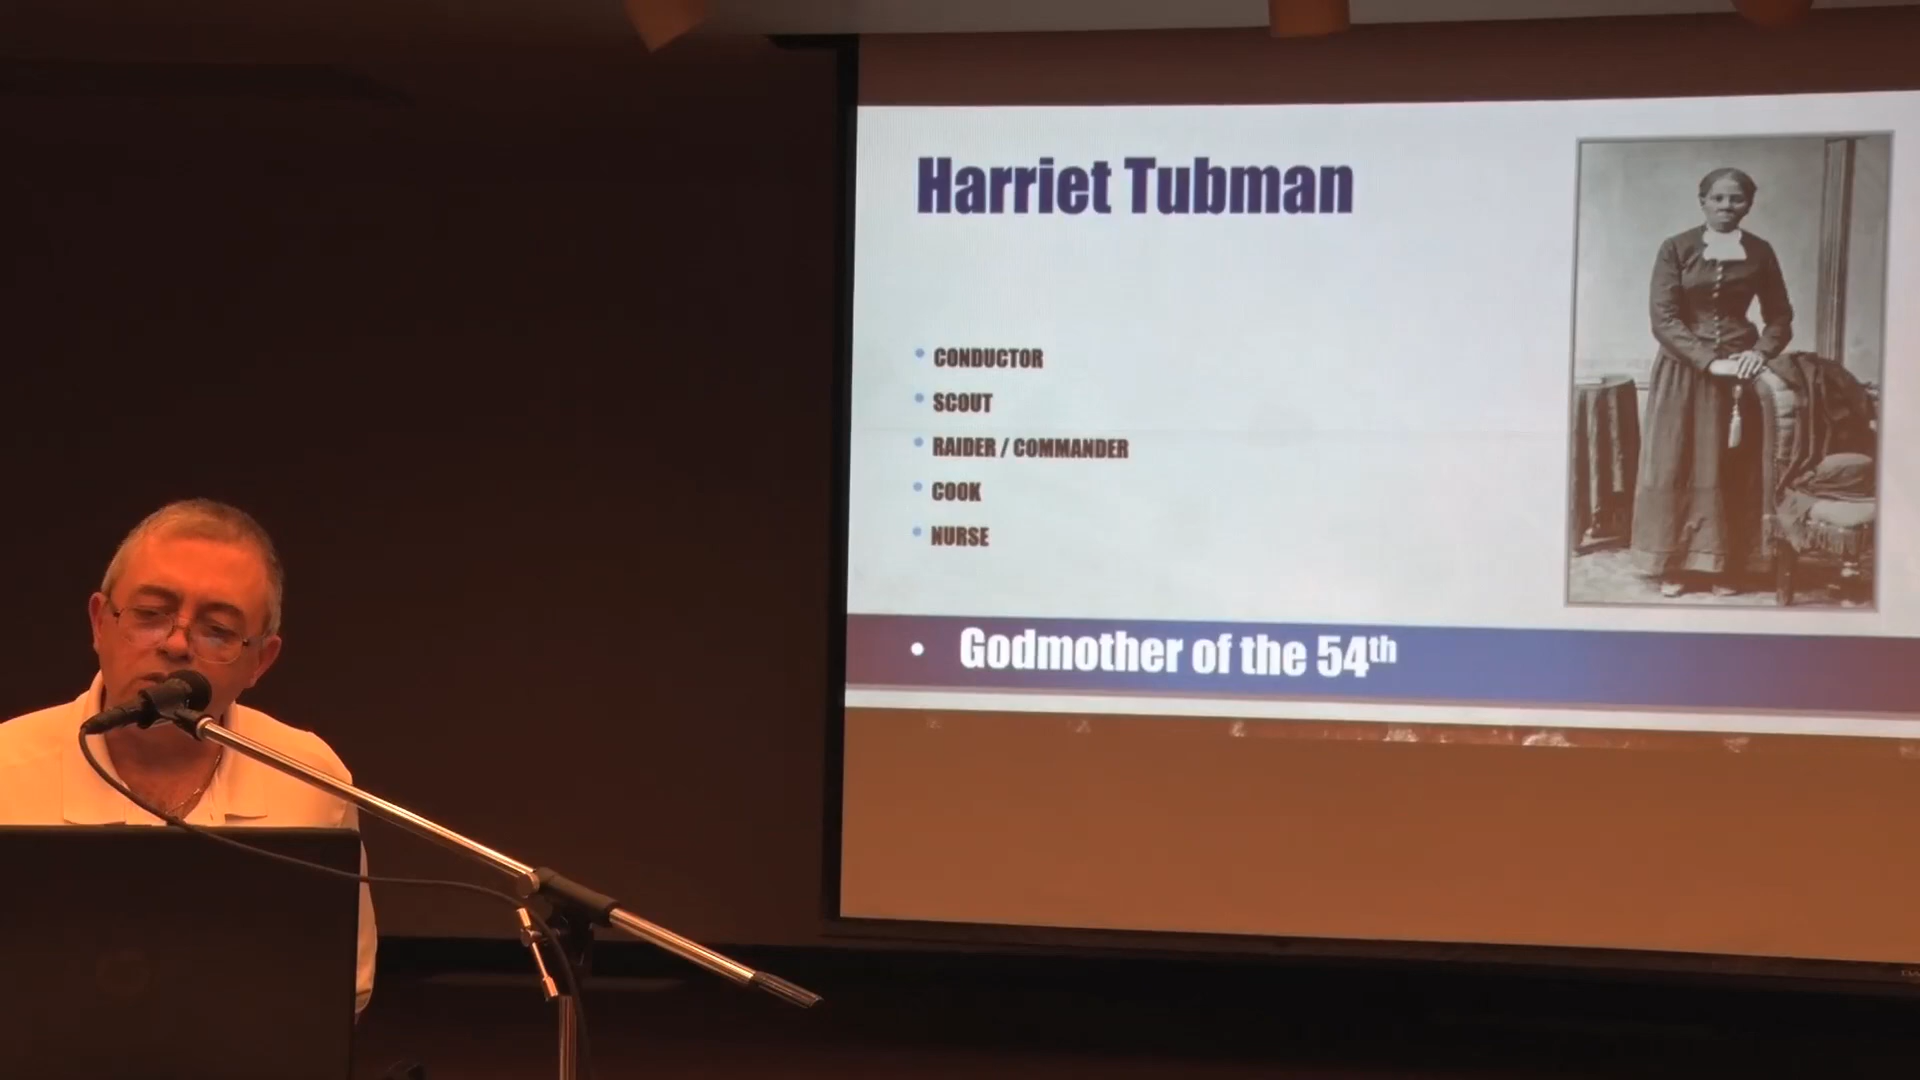 Harriet Tubman
• CONDUCTOR
• SCOUT
• RAIDER / COMMANDER
• COOK
• NURSE
• Godmother of the 54th